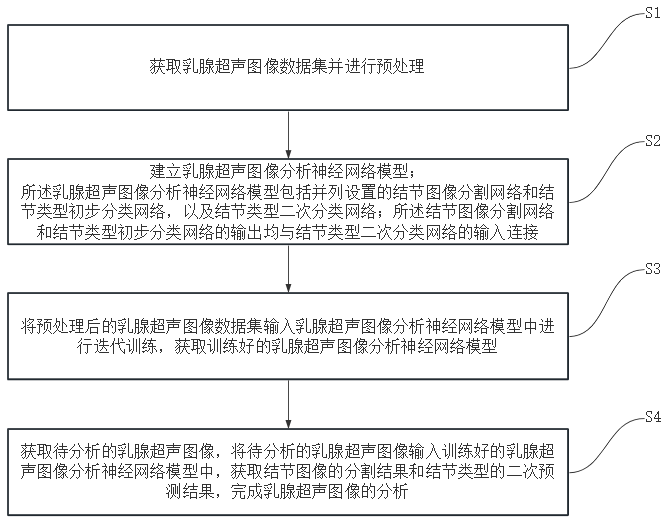 S1
获取乳腺超声图像数据集并进行预处理
S2
建立乳腺超声图像分析神经网络模型;
所述乳腺超声图像分析神经网络模型包括并列设置的结节图像分割网络和结
节类型初步分类网络，以及结节类型二次分类网络；所述结节图像分割网络
和结节类型初步分类网络的输出均与结节类型二次分类网络的输入连接
S3
将预处理后的乳腺超声图像数据集输入乳腺超声图像分析神经网络模型中进
行迭代训练，获取训练好的乳腺超声图像分析神经网络模型
S4
获取待分析的乳腺超声图像，将待分析的乳腺超声图像输入训练好的乳腺超
声图像分析神经网络模型中，获取结节图像的分割结果和结节类型的二次预
测结果，完成乳腺超声图像的分析